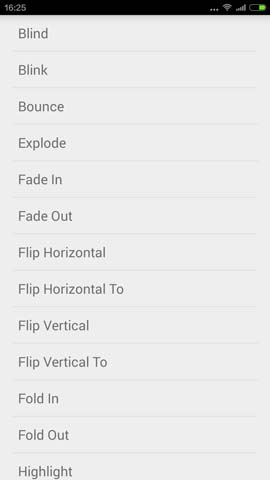 16:25
Blind
Blink
Bounce
Explode
Fade In
Fade Out
Flip Horizontal
Flip Horizontal To
Flip Vertical
Flip Vertical To
Fold In
Fold Out
Highlight